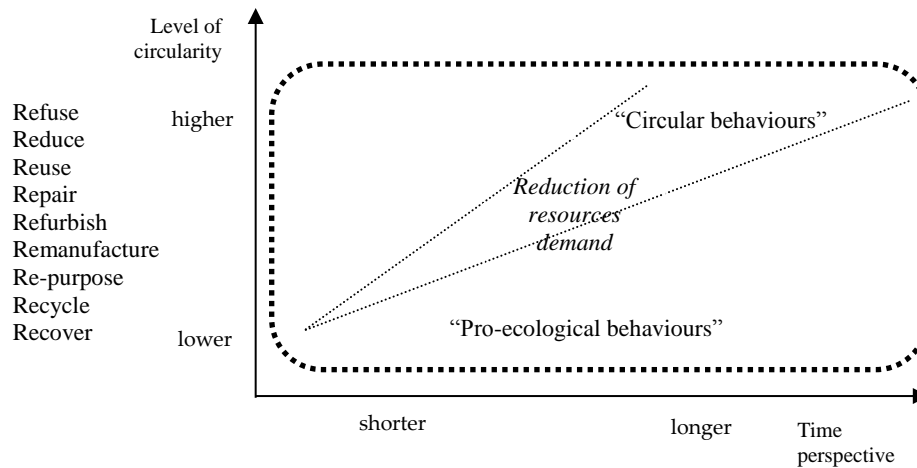 Level of
circularity
Refuse
Reduce
Reuse
Repair
Refurbish
Remanufacture
Re-purpose
Recycle
Recover
higher
lower
“Circular behaviours”
Reduction of
resources
demand
“Pro-ecological behaviours”
shorter
longer
Time
perspective